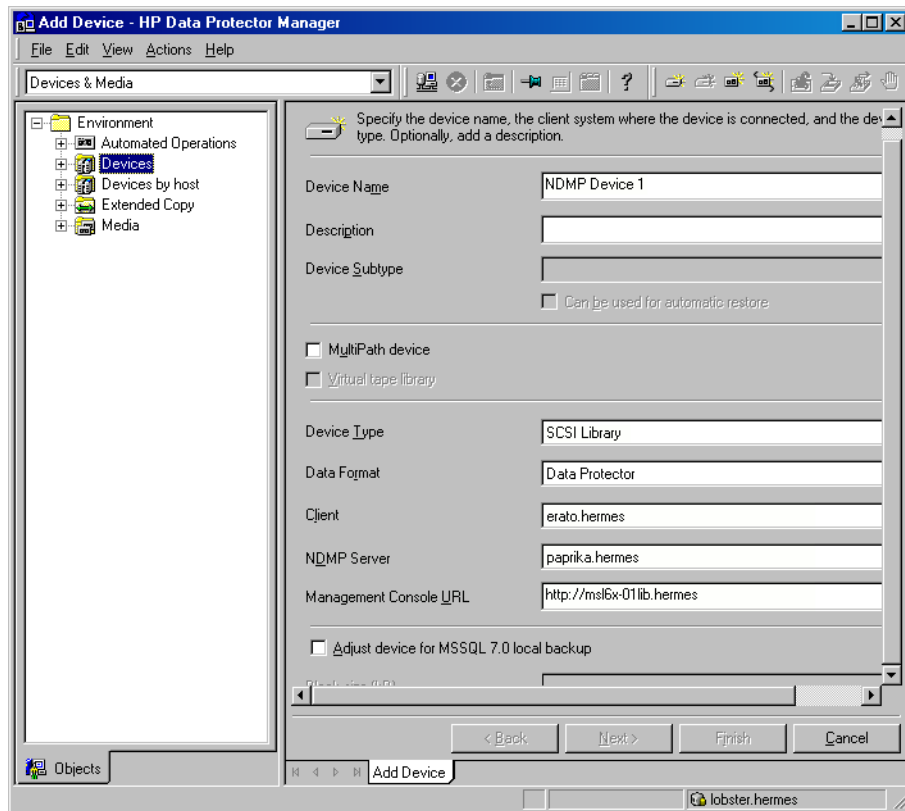 Add Device - HP Data Protector Manager
File Edit View Actions Help
Devices & Media
Environment
Automated Operations
Devices
Devices by host
Extended Copy
Media
Specify the device name, the client system where the device is connected, and the dev
type. Optionally, add a description.
Device Name NDMP Device 1
Description
Device Subtype
Can be used for automatic restore
MultiPath device
Virtual tape library
Device Type SCSI Library
Data Format Data Protector
Client erato.hermes
NDMP Server paprika.hermes
Management Console URL http://msl6x-01lib.hermes
Adjust device for MSSQL 7.0 local backup
< Back Next > Finish Cancel
Objects
Add Device
lobster.hermes